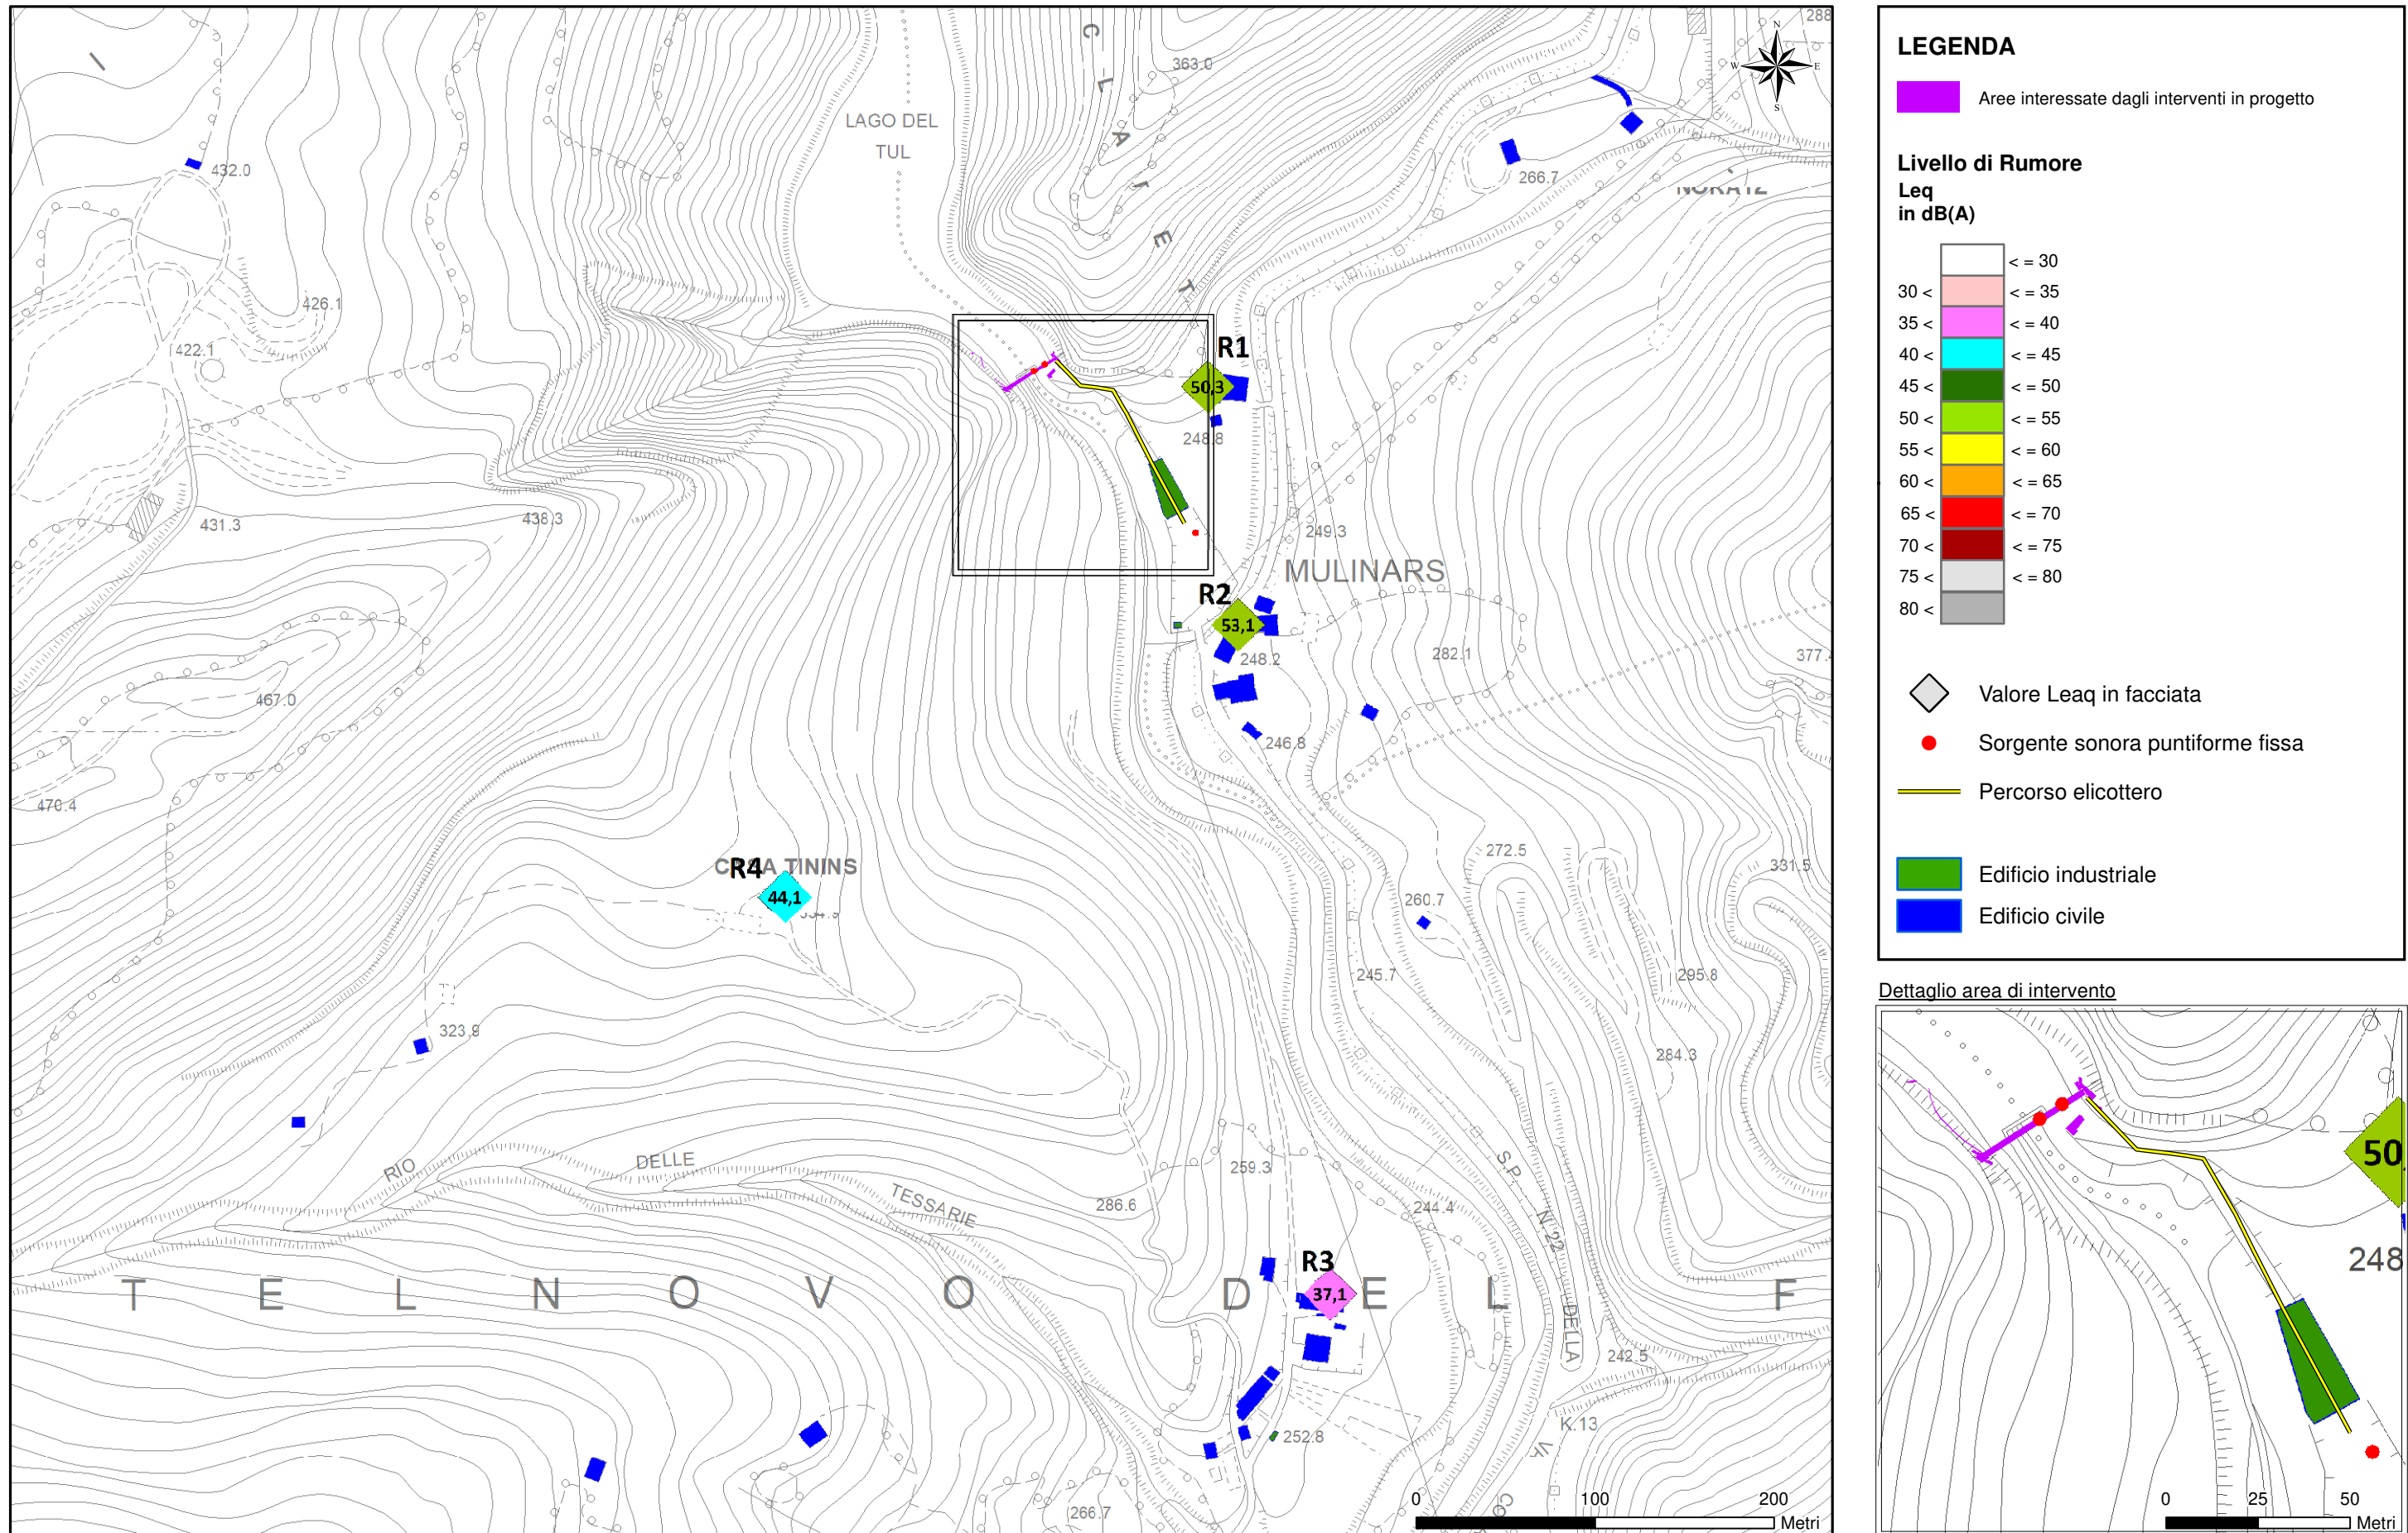 288
363.0
C
L
A
I
E
T
I
LAGO DEL
TUL
N
W
E
S
432.0
266.7
426.1
422.1
R1
50,3
248.8
431.3
438.3
249.3
MULINARS
R2
53,1
248.2
282.1
377.4
467.0
246.8
470.4
CASA TININS
R4
44,1
272.5
331.5
260.7
245.7
295.8
323.9
284.3
RIO
DELLE
TESSARIE
259.3
286.6
S.P.
N.22
DELLA
244.4
R3
37,1
T E L N O V O D E L F
242.5
K.13
252.8
266.7
0 100 200
Metri
LEGENDA
Aree interessate dagli interventi in progetto
Livello di Rumore
Leq
in dB(A)
< = 30
30 < < = 35
35 < < = 40
40 < < = 45
45 < < = 50
50 < < = 55
55 < < = 60
60 < < = 65
65 < < = 70
70 < < = 75
75 < < = 80
80 <
Valore Leaq in facciata
Sorgente sonora puntiforme fissa
Percorso elicottero
Edificio industriale
Edificio civile
Dettaglio area di intervento
50
248
0 25 50
Metri